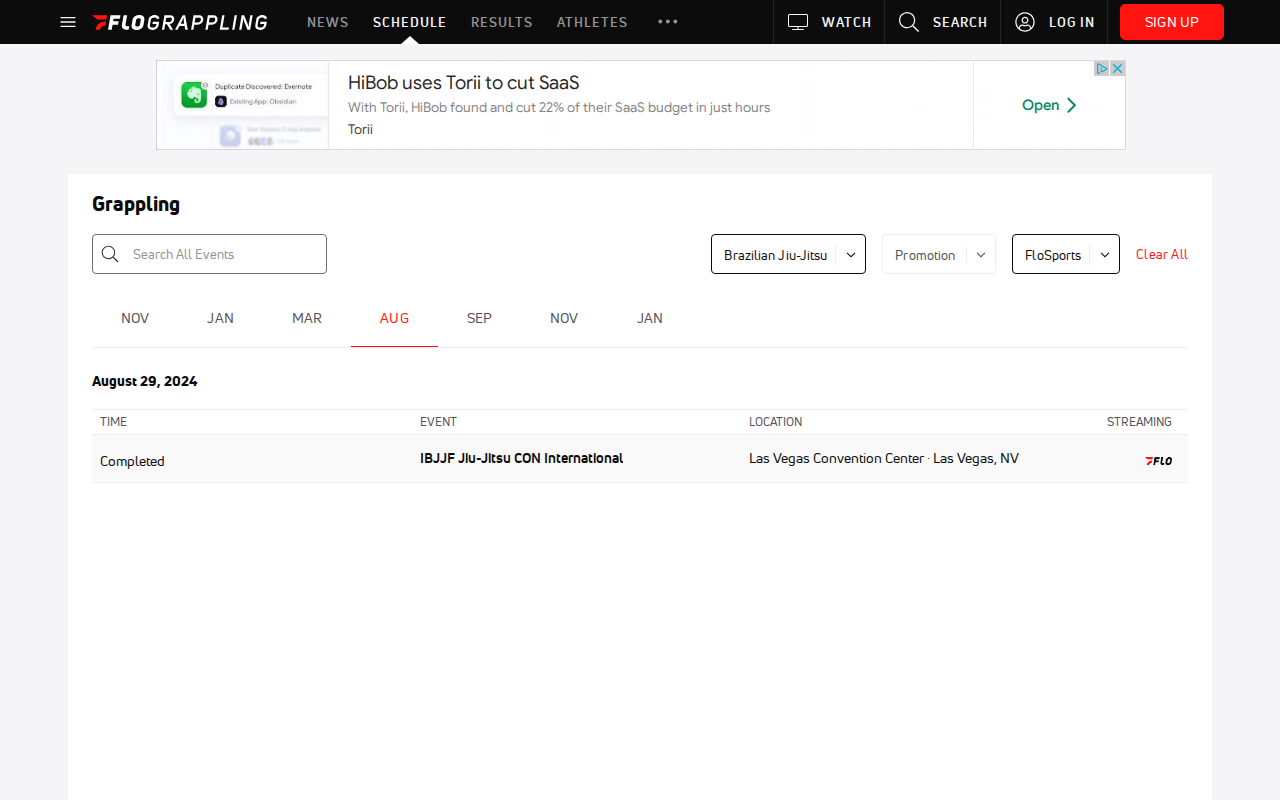 FLOGRAPPLING NEWS SCHEDULE RESULTS ATHLETES ••• WATCH SEARCH LOG IN SIGN UP
Duplicate Discovered: Evernote
Existing App: Obsidian
HiBob uses Torii to cut SaaS
With Torii, HiBob found and cut 22% of their SaaS budget in just hours
Torii
Open
Grappling
Search All Events
Brazilian Jiu-Jitsu Promotion FloSports Clear All
NOV JAN MAR AUG SEP NOV JAN
August 29, 2024
TIME EVENT LOCATION STREAMING
Completed IBJJF Jiu-Jitsu CON International Las Vegas Convention Center · Las Vegas, NV FLO